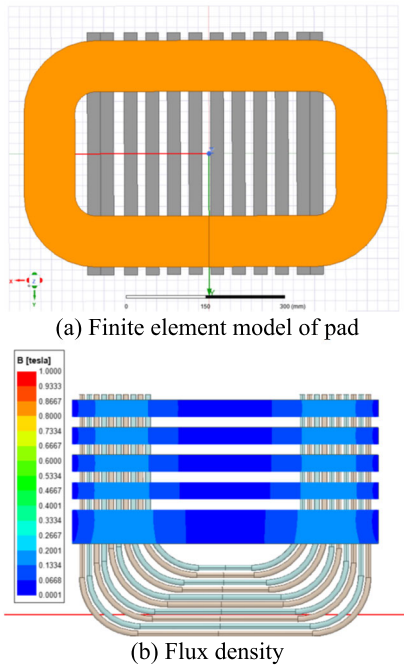 X
Y
Z
Y
0
150
300 (mm)
(a) Finite element model of pad
B [tesla]
1.0000
0.9333
0.8667
0.8000
0.7334
0.6667
0.6000
0.5334
0.4667
0.4001
0.3334
0.2667
0.2001
0.1334
0.0668
0.0001
(b) Flux density